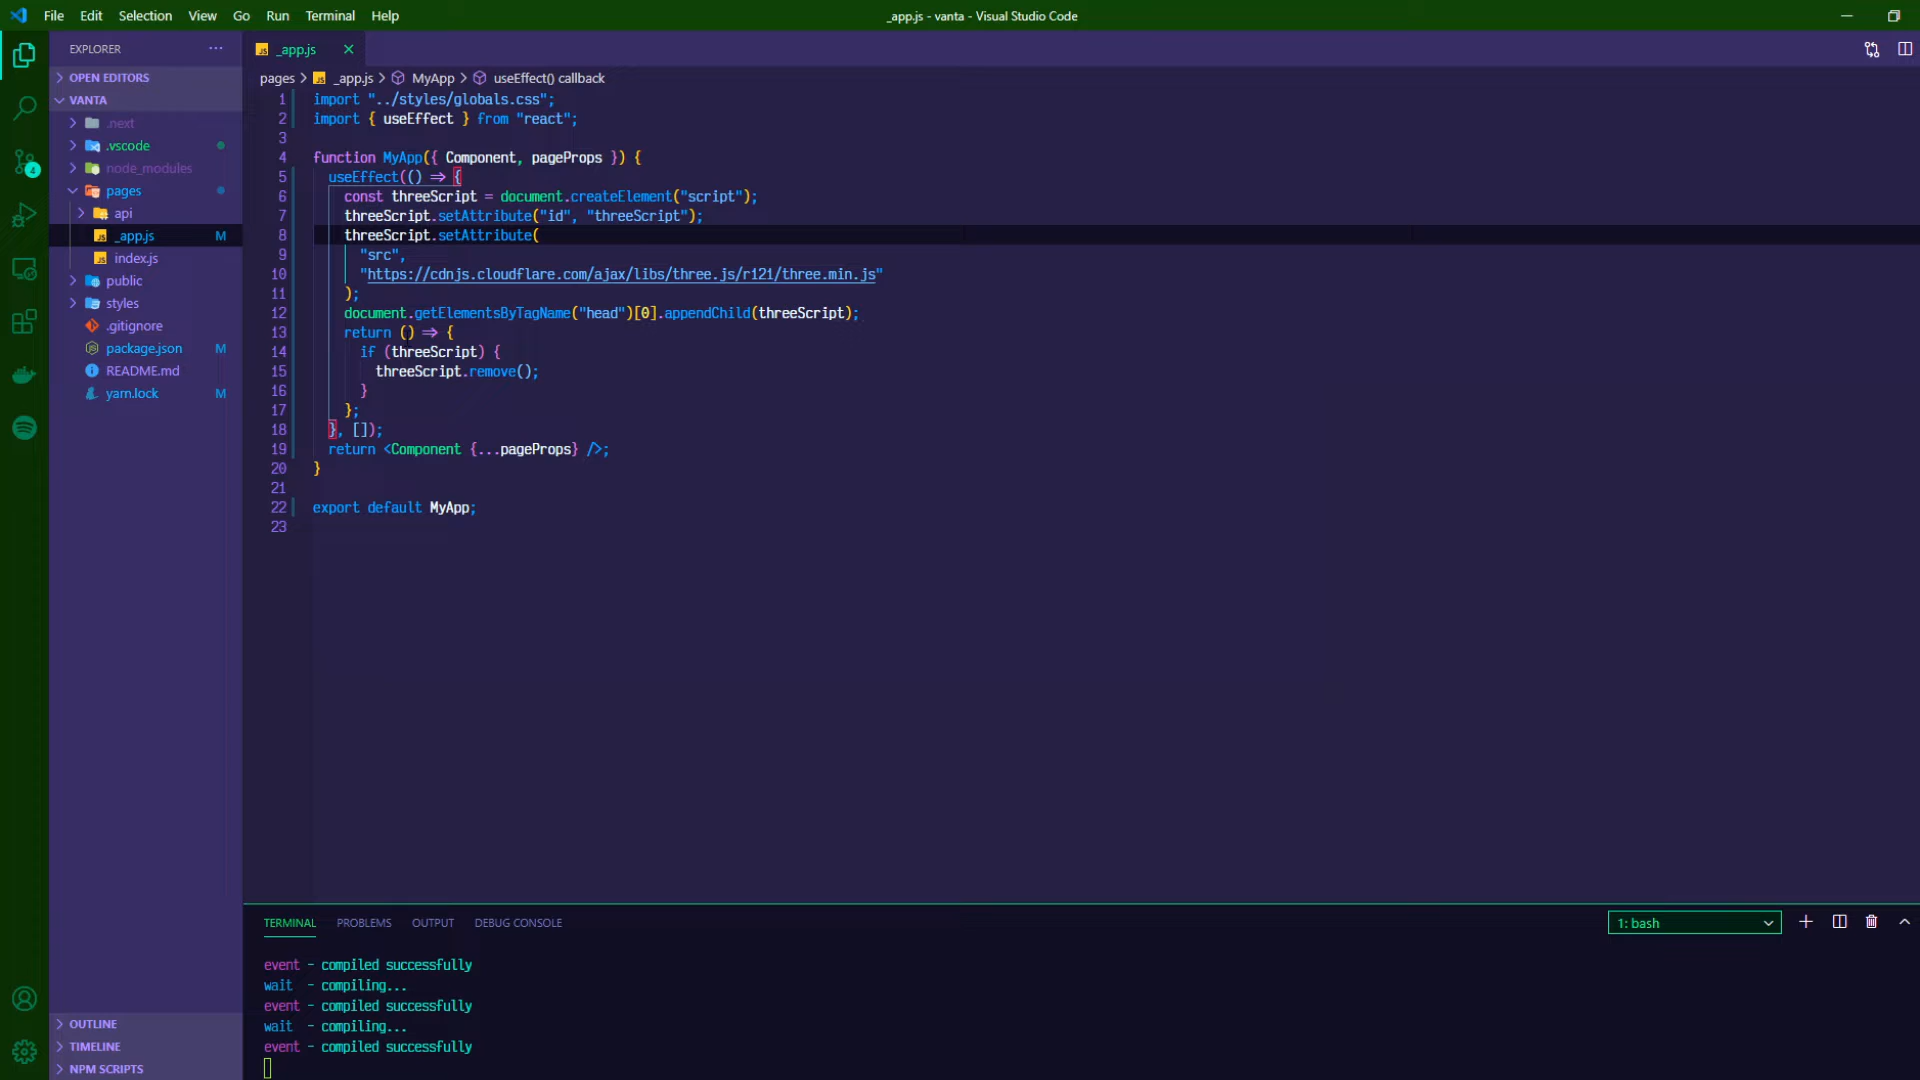 File Edit Selection View Go Run Terminal Help
_app.js - vanta - Visual Studio Code
EXPLORER
OPEN EDITORS
VANTA
.next
.vscode
node_modules
pages
api
_app.js M
index.js
public
styles
.gitignore
package.json M
README.md
yarn.lock M
4
OUTLINE
TIMELINE
NPM SCRIPTS
JS _app.js
pages > JS _app.js > MyApp > useEffect() callback
1 import "../styles/globals.css";
2 import { useEffect } from "react";
3
4 function MyApp({ Component, pageProps }) {
5 useEffect(() => {
6 const threeScript = document.createElement("script");
7 threeScript.setAttribute("id", "threeScript");
8 threeScript.setAttribute(
9 "src",
10 "https://cdnjs.cloudflare.com/ajax/libs/three.js/r121/three.min.js"
11 );
12 document.getElementsByTagName("head")[0].appendChild(threeScript);
13 return () => {
14 if (threeScript) {
15 threeScript.remove();
16 }
17 };
18 }, []);
19 return <Component {...pageProps} />;
20 }
21
22 export default MyApp;
23
TERMINAL PROBLEMS OUTPUT DEBUG CONSOLE
1: bash
event - compiled successfully
wait - compiling...
event - compiled successfully
wait - compiling...
event - compiled successfully